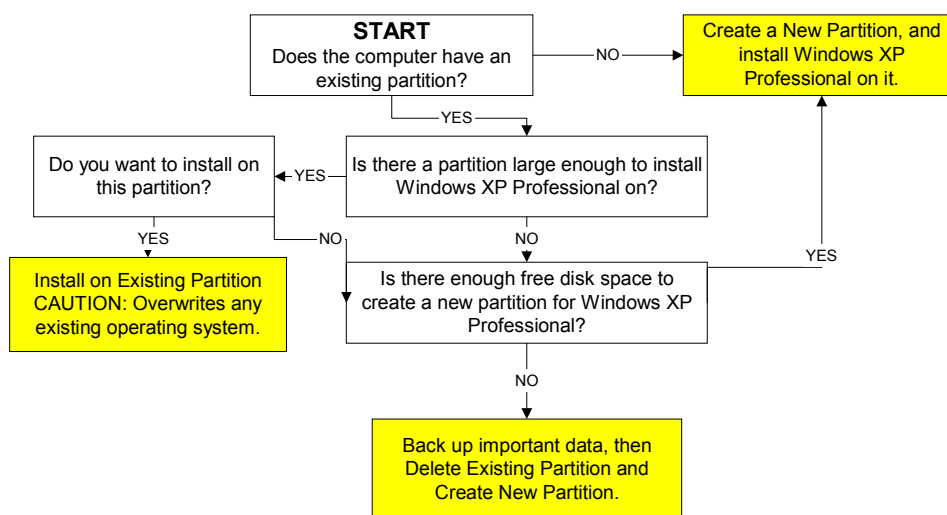 START
Does the computer have an
existing partition?
NO
Create a New Partition, and
install Windows XP
Professional on it.
YES
Do you want to install on
this partition?
YES
Is there a partition large enough to install
Windows XP Professional on?
YES
NO
NO
YES
Install on Existing Partition
CAUTION: Overwrites any
existing operating system.
Is there enough free disk space to
create a new partition for Windows XP
Professional?
NO
Back up important data, then
Delete Existing Partition and
Create New Partition.